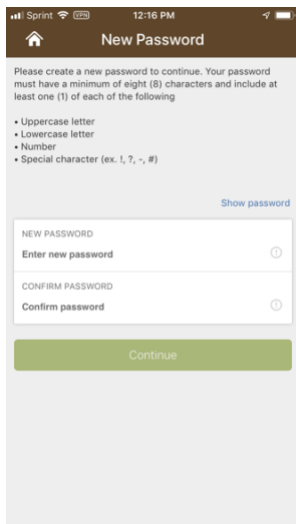 Sprint VPN 12:16 PM
New Password
Please create a new password to continue. Your password
must have a minimum of eight (8) characters and include at
least one (1) of each of the following
• Uppercase letter
• Lowercase letter
• Number
• Special character (ex. !, ?, -, #)
Show password
NEW PASSWORD
Enter new password
CONFIRM PASSWORD
Confirm password
Continue